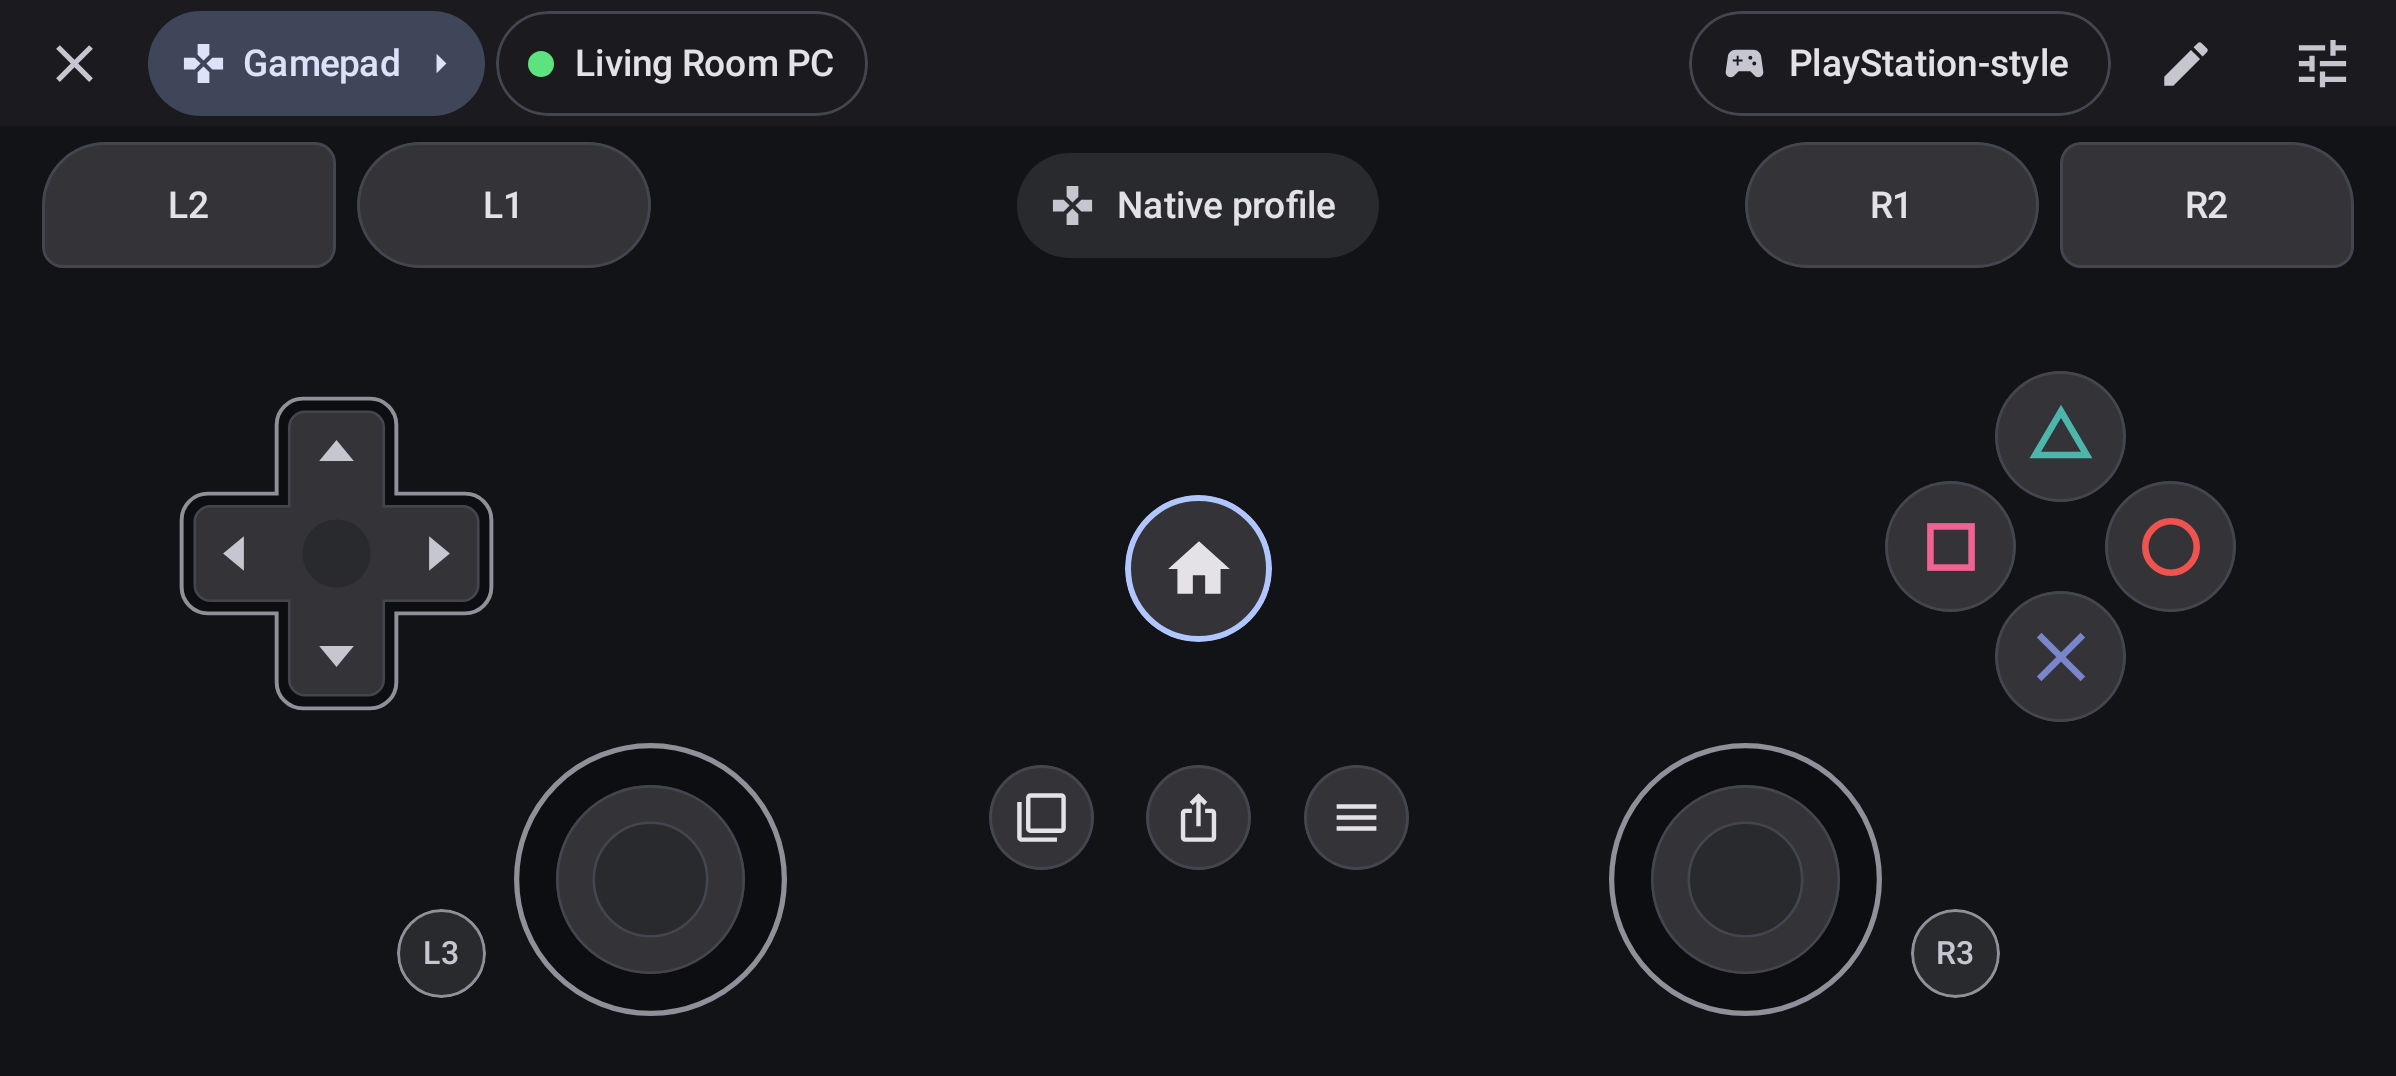 Gamepad
Living Room PC
PlayStation-style
L2
L1
Native profile
R1
R2
L3
R3